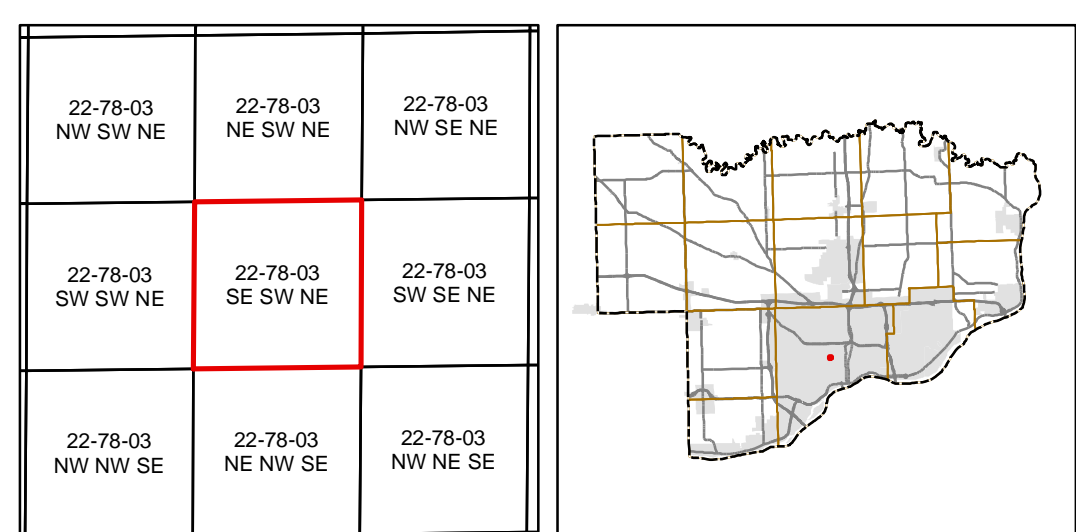 22-78-03
NW SW NE
22-78-03
NE SW NE
22-78-03
NW SE NE
22-78-03
SW SW NE
22-78-03
SE SW NE
22-78-03
SW SE NE
22-78-03
NW NW SE
22-78-03
NE NW SE
22-78-03
NW NE SE